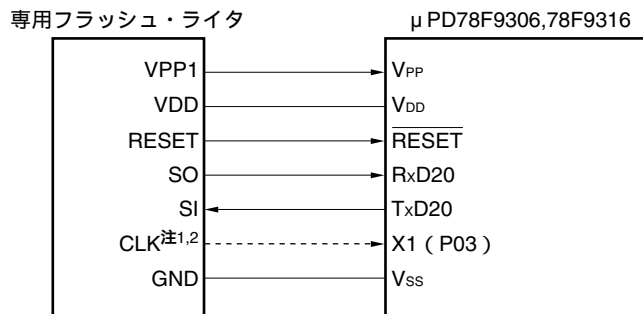 専用フラッシュ・ライタ
μPD78F9306,78F9316
VPP1
VPP
VDD
VDD
RESET
RESET
SO
RxD20
SI
TxD20
CLK注1,2
X1（P03）
GND
VSS